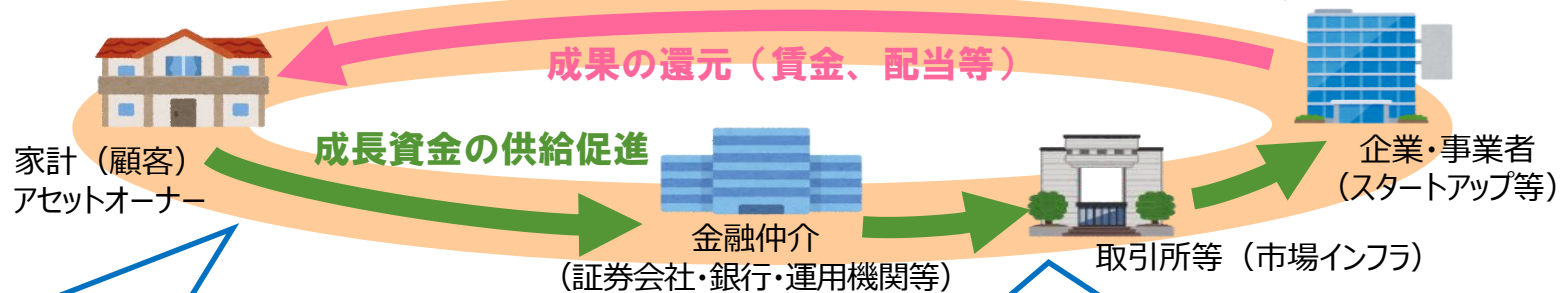 成果の還元（賃金、配当等）
成長資金の供給促進
家計（顧客）
アセットオーナー
金融仲介
（証券会社・銀行・運用機関等）
取引所等（市場インフラ）
企業・事業者
（スタートアップ等）